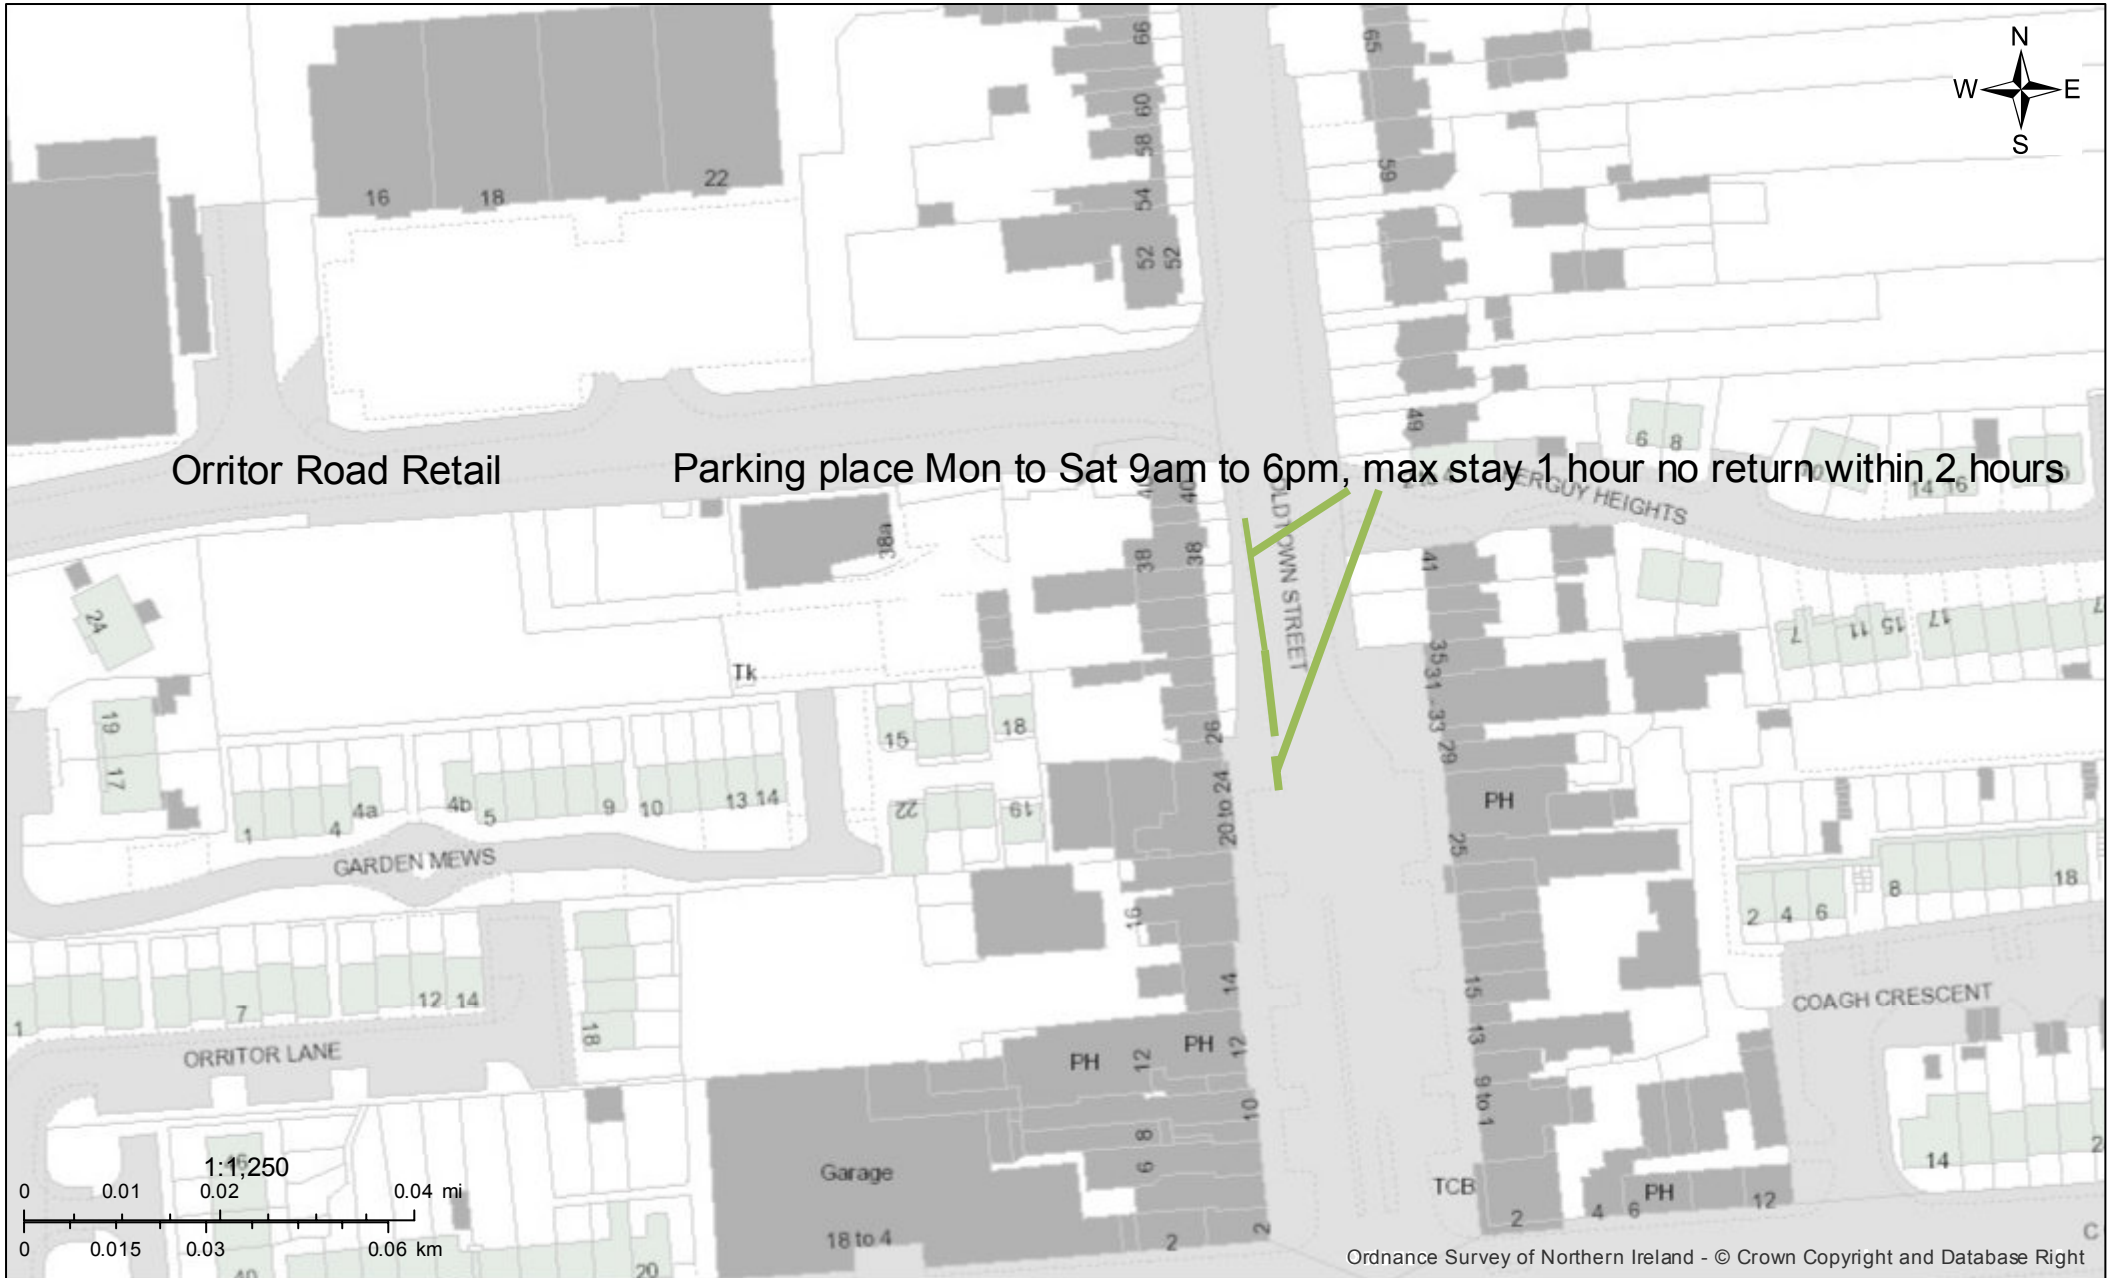 66
65
N
W E
S
60
58
59
16 18 22
54
52 52
49
6 8
Orritor Road Retail
Parking place Mon to Sat 9am to 6pm, max stay 1 hour no return within 2 hours
14 16
40
38a
38 38
OLDTOWN STREET
41
24
7 11 15 17
Tk
35
31 - 33
29
19
17
15 18
26
20 to 24
PH
25
1 4 4a 4b 5 9 10 13 14
22 19
GARDEN MEWS
16
2 4 6 8 18
14
15
13
1 7 12 14
18
COAGH CRESCENT
ORRITOR LANE
PH 12 PH 12
10
9 to 1
8
6
14
Garage
TCB
PH
2 4 6 12
18 to 4
2
2
20
1:1,250
0 0.01 0.02 0.04 mi
0 0.015 0.03 0.06 km
Ordnance Survey of Northern Ireland - © Crown Copyright and Database Right